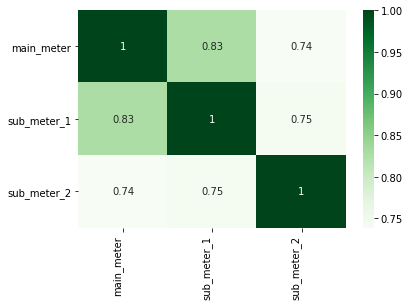 main_meter
sub_meter_1
sub_meter_2
1 0.83 0.74
0.83 1 0.75
0.74 0.75 1
main_meter
sub_meter_1
sub_meter_2
1.00
0.95
0.90
0.85
0.80
0.75